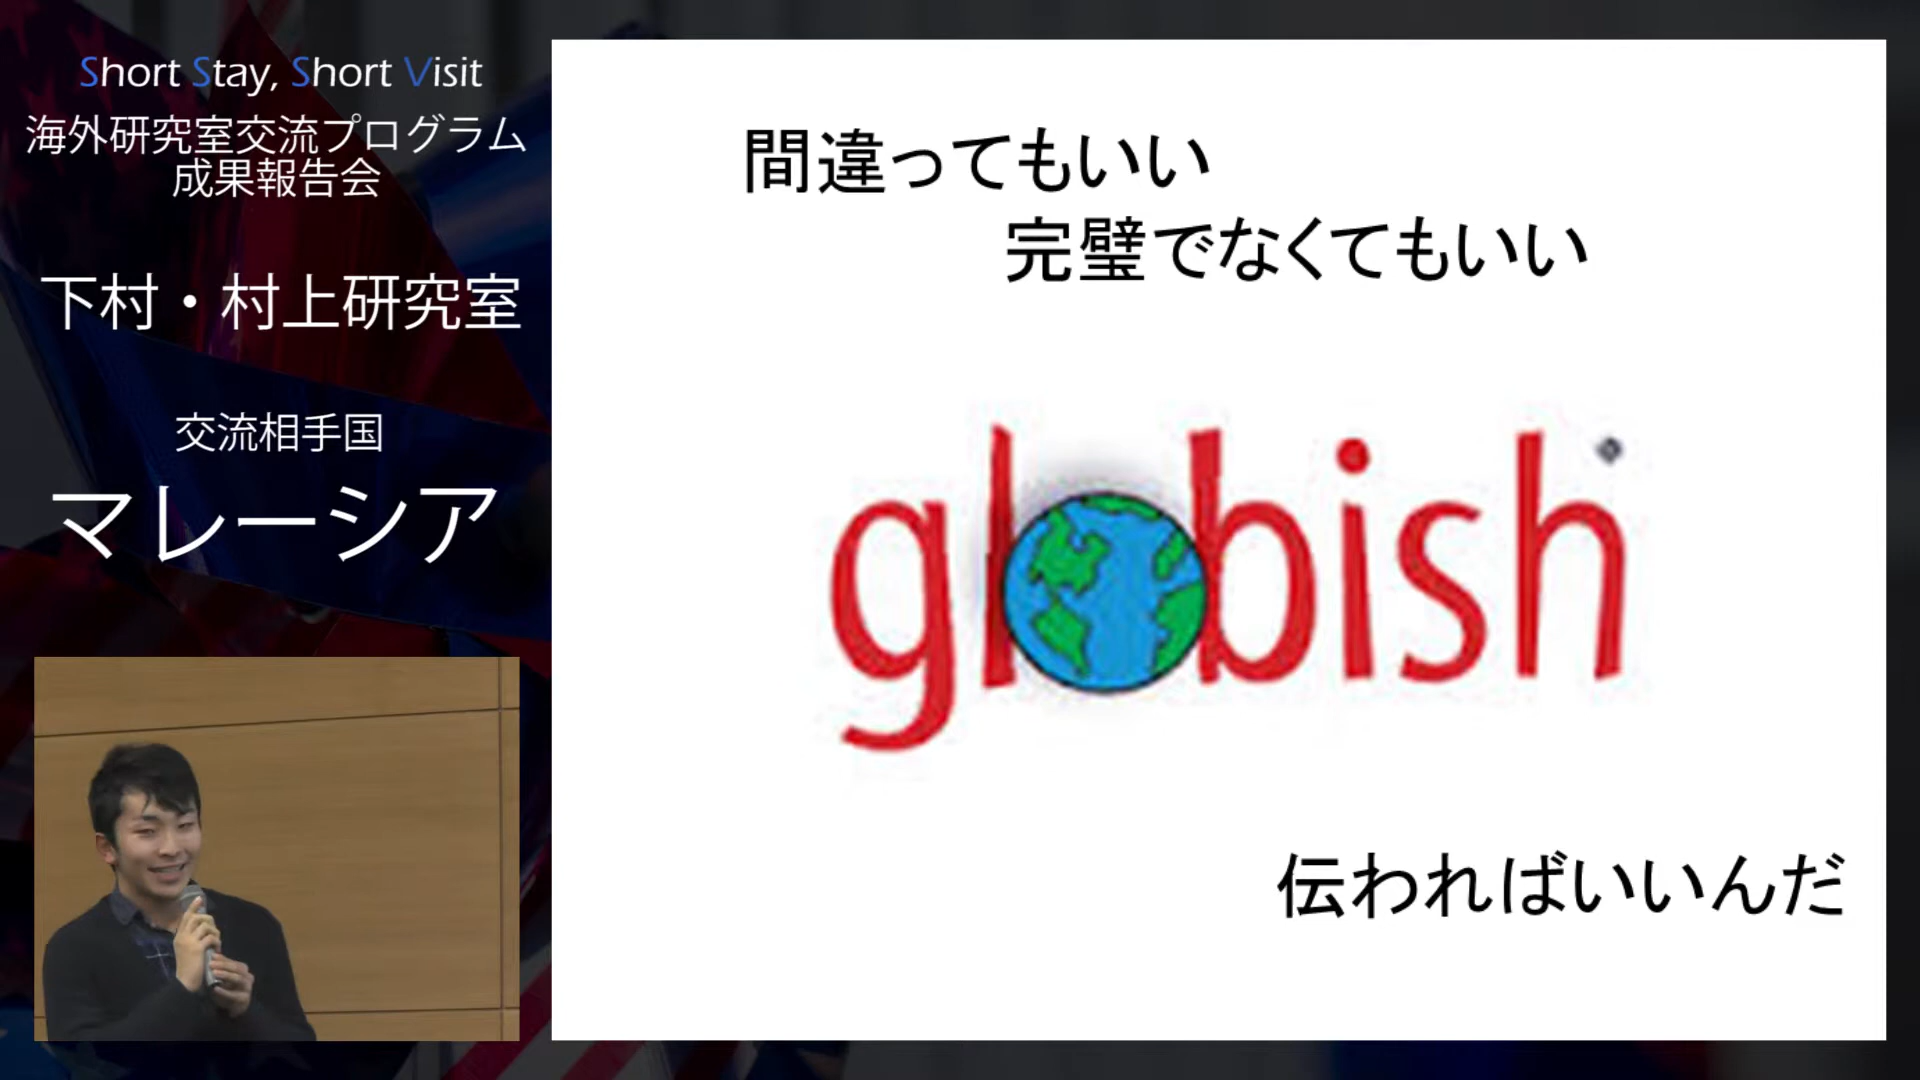 Short Stay, Short Visit
海外研究室交流プログラム
成果報告会
下村・村上研究室
交流相手国
マレーシア
間違ってもいい
完璧でなくてもいい
globish
伝わればいいんだ